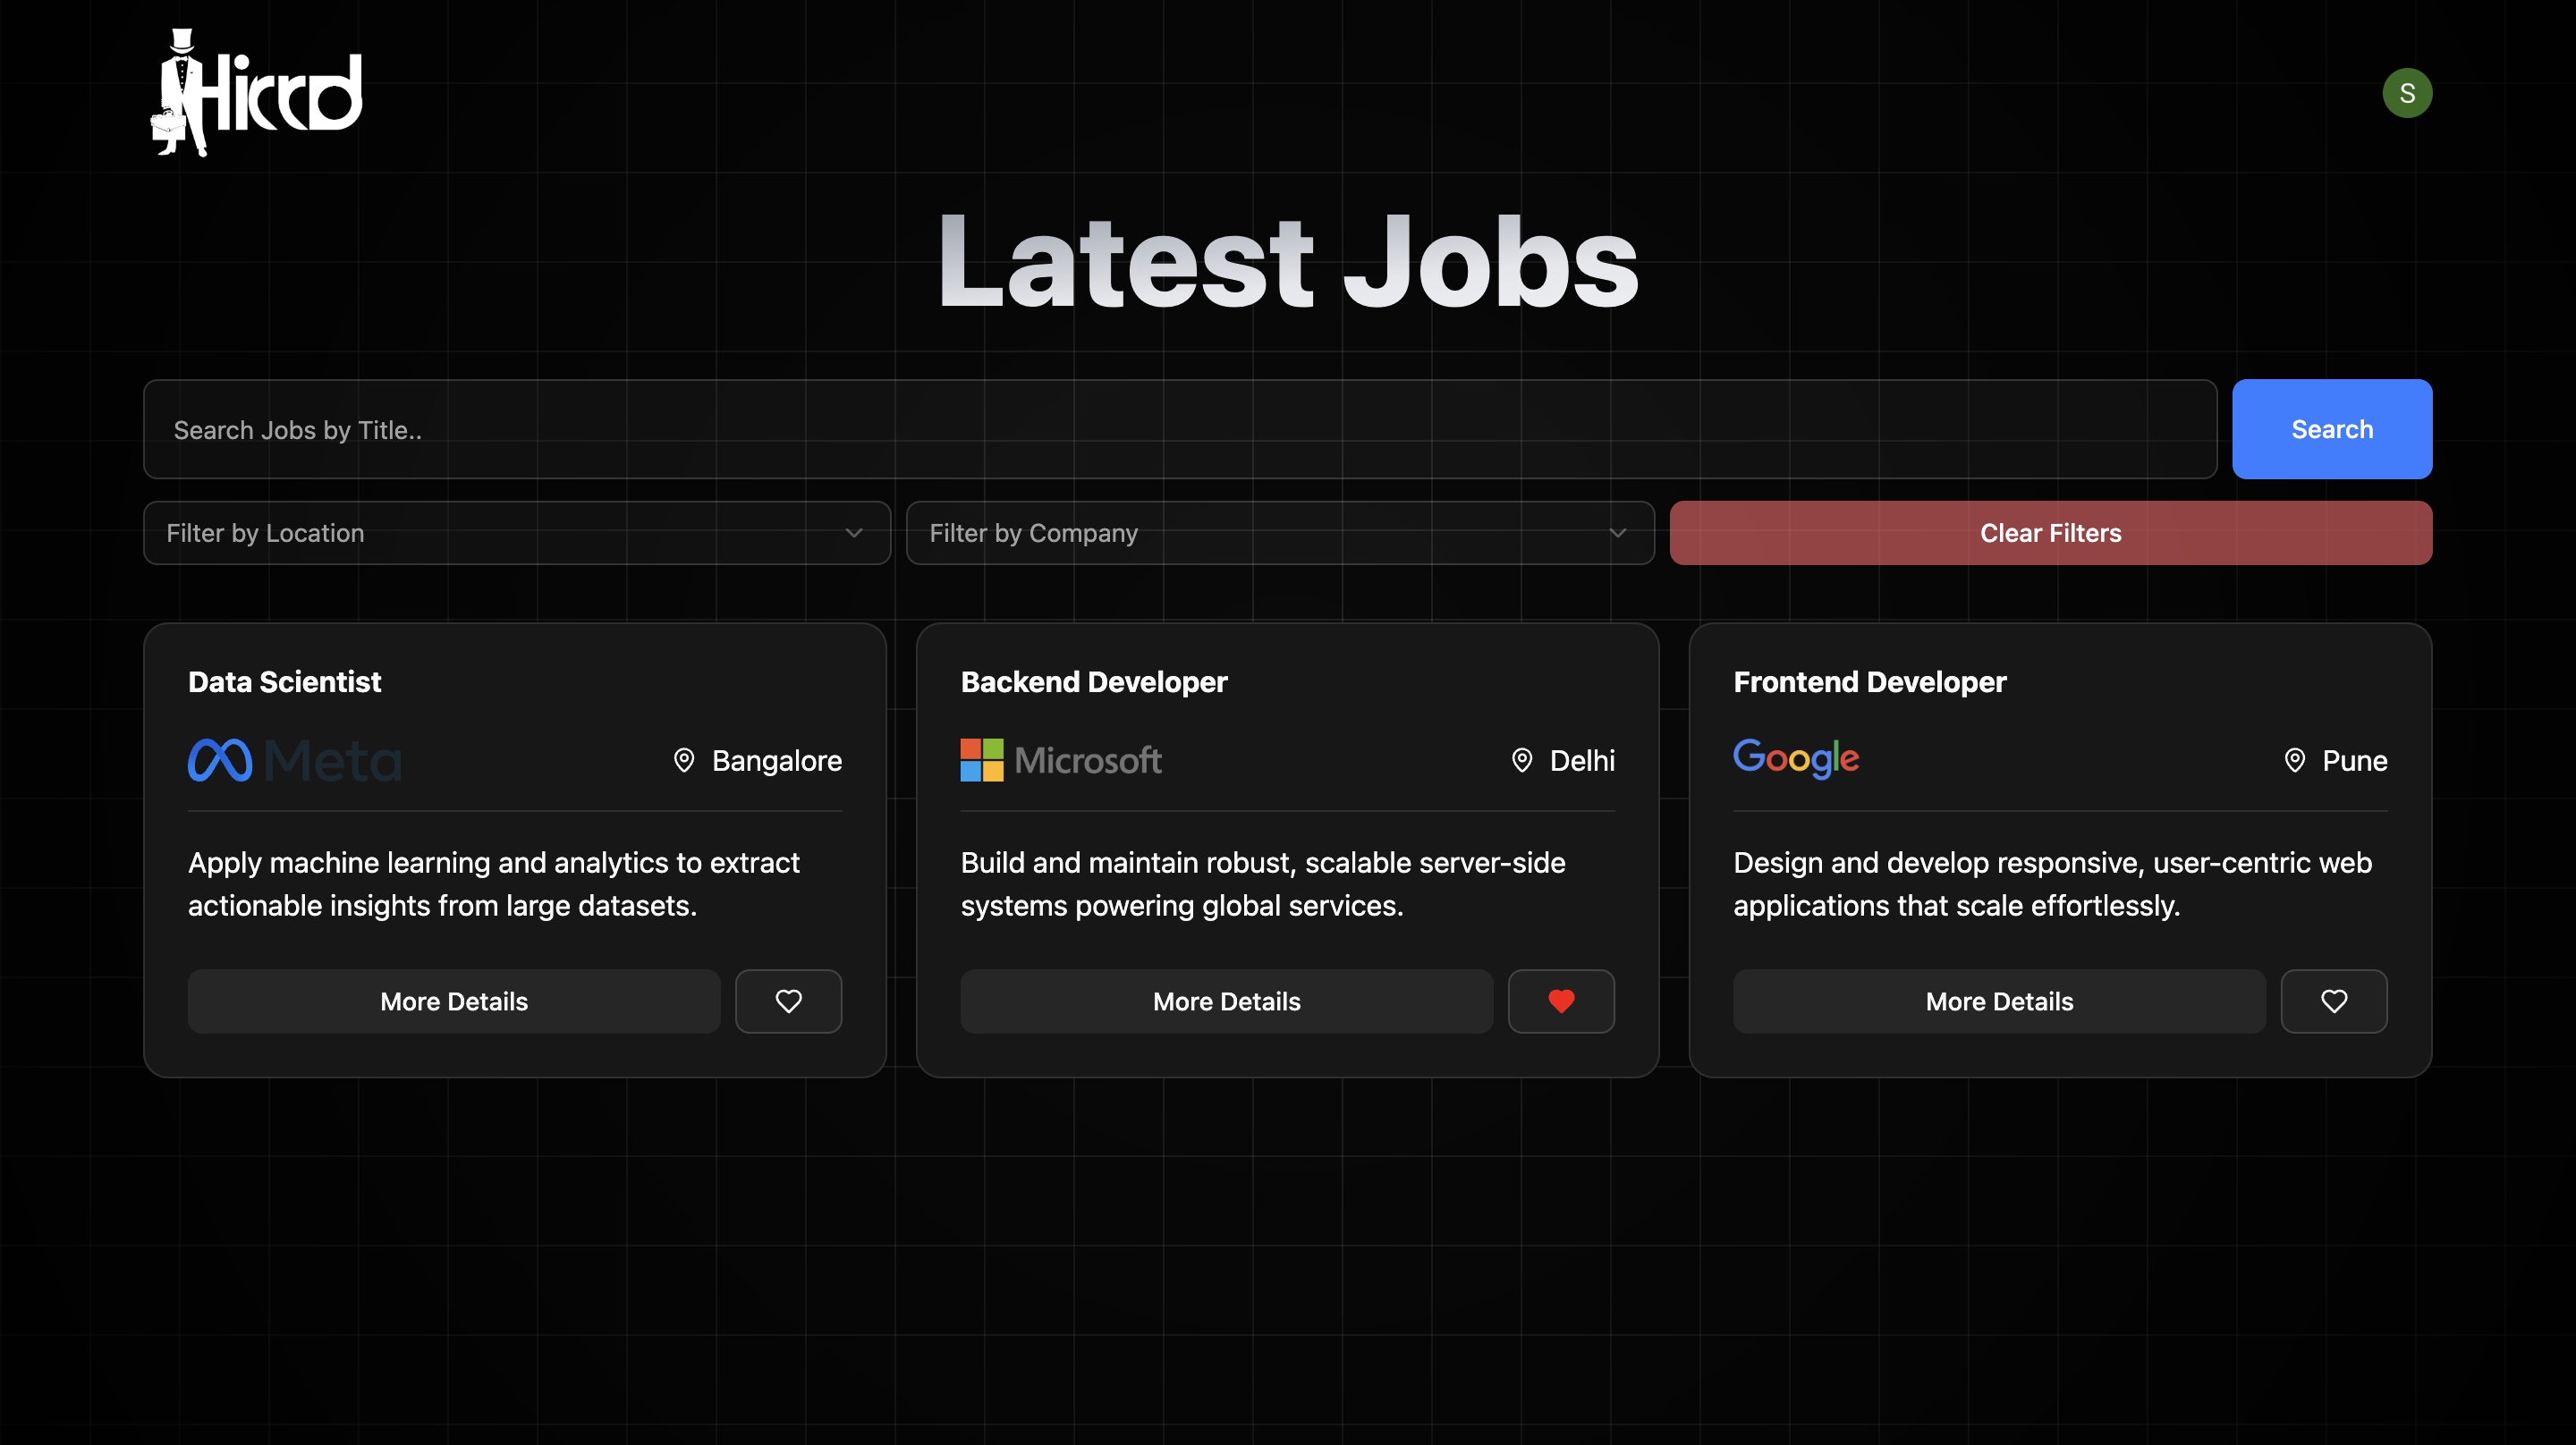 Hirrd
S
Latest Jobs
Search Jobs by Title..
Search
Filter by Location
Filter by Company
Clear Filters
Data Scientist
Meta
Bangalore
Apply machine learning and analytics to extract
actionable insights from large datasets.
More Details
Backend Developer
Microsoft
Delhi
Build and maintain robust, scalable server-side
systems powering global services.
More Details
Frontend Developer
Google
Pune
Design and develop responsive, user-centric web
applications that scale effortlessly.
More Details